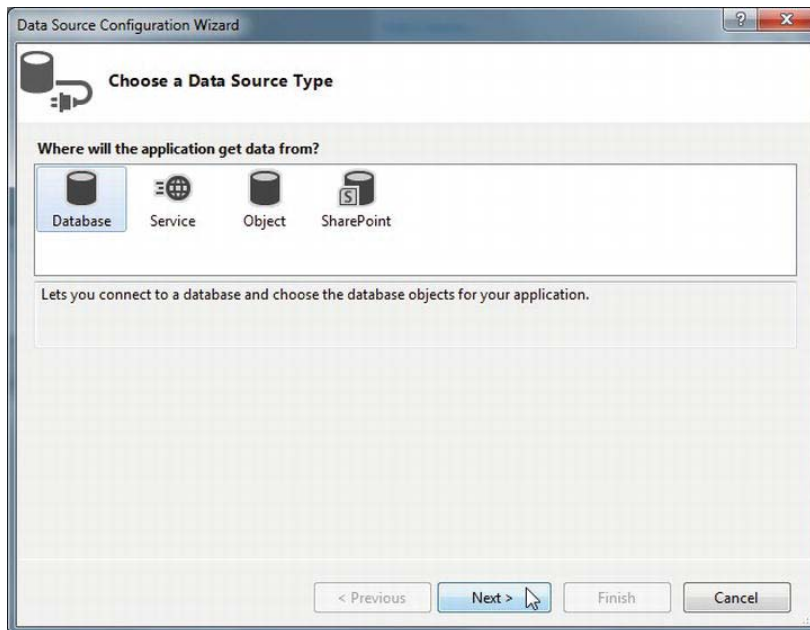 Data Source Configuration Wizard
?
X
Choose a Data Source Type
Where will the application get data from?
Database Service Object SharePoint
Lets you connect to a database and choose the database objects for your application.
< Previous Next > Finish Cancel